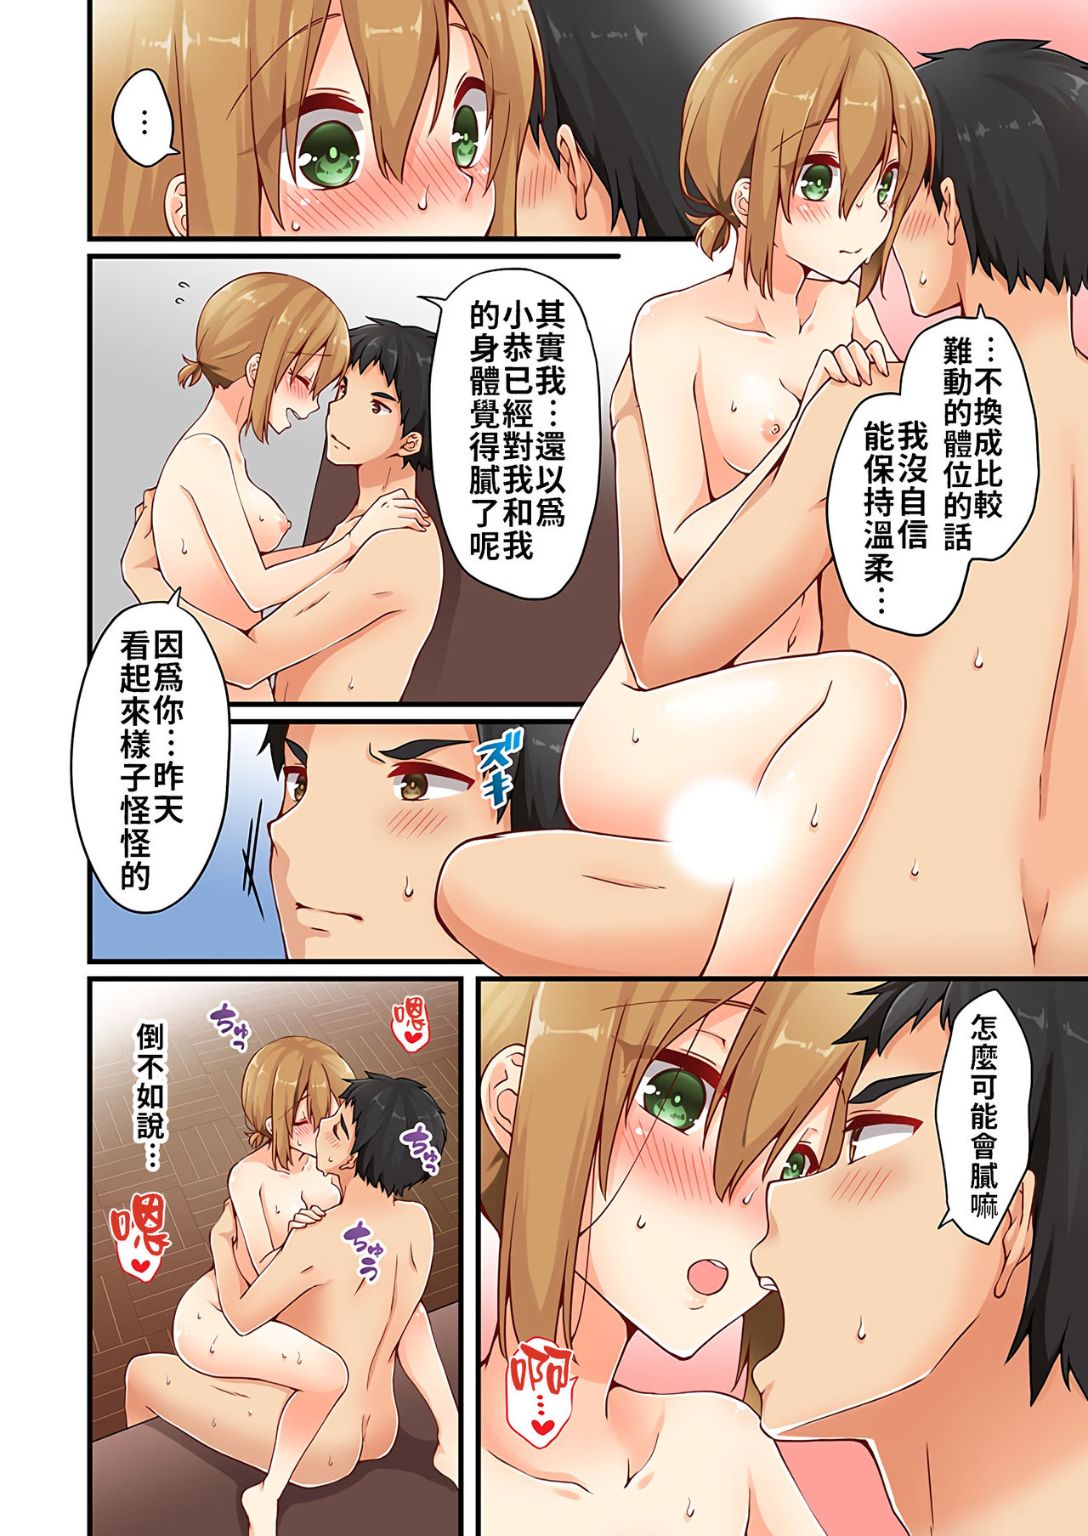 …
…不換成比較
難動的體位的話
我沒自信
能保持溫柔…
其實我…還以為
小恭已經對我和我
的身體覺得膩了呢
因為你…昨天
看起來樣子怪怪的
ズキ
怎麼可能會膩嘛
啊…♥
嗯♥
ちゅっ
倒不如說…
ちゅっ
ちゅう
嗯♥